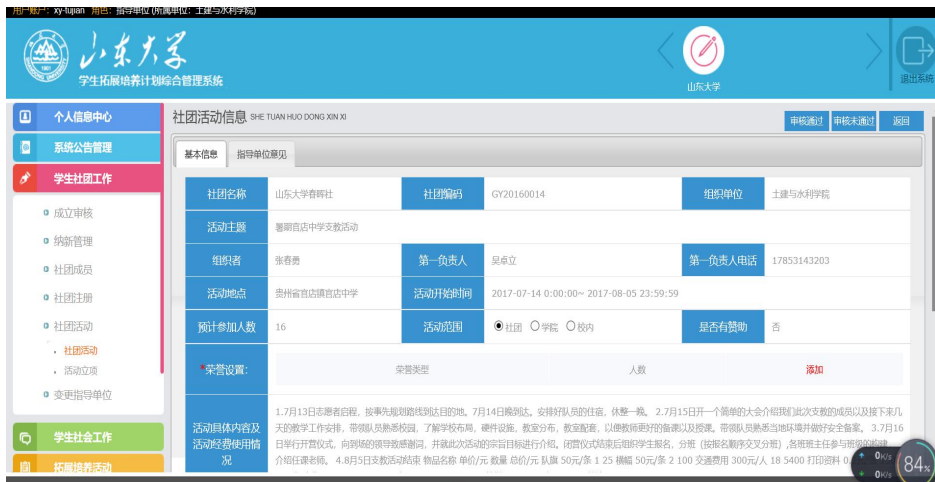 用户账户：xy-tujian 角色：指导单位 (所属单位：土建与水利学院)
山东大学
学生拓展培养计划综合管理系统
山东大学
退出系统
个人信息中心
系统公告管理
学生社团工作
成立审核
纳新管理
社团成员
社团注册
社团活动
社团活动
活动立项
变更指导单位
学生社会工作
拓展培养活动
社团活动信息 SHE TUAN HUO DONG XIN XI
审核通过 审核未通过 返回
基本信息 指导单位意见
社团名称 山东大学春晖社 社团编码 GY20160014 组织单位 土建与水利学院
活动主题 暑期官店中学支教活动
组织者 张春勇 第一负责人 吴卓立 第一负责人电话 17853143203
活动地点 贵州省官店镇官店中学 活动开始时间 2017-07-14 0:00:00~ 2017-08-05 23:59:59
预计参加人数 16 活动范围 社团 学院 校内 是否有赞助 否
*荣誉设置: 荣誉类型 人数 添加
活动具体内容及活动经费使用情况
1.7月13日志愿者启程，按事先规划路线到达目的地。7月14日晚到达。安排好队员的住宿，休整一晚。 2.7月15日开一个简单的大会介绍我们此次支教的成员以及接下来几
天的教学工作安排，带领队员熟悉校园，了解学校布局，硬件设施，教室分布，教室配置，以便教师更好的备课以及授课。带领队员熟悉当地环境并做好安全备案。 3.7月16
日举行开营仪式，向到场的领导致感谢词，并就此次活动的宗旨目标进行介绍。闭营仪式结束后组织学生报名，分班（按报名顺序交叉分班）,各班班主任参与班级的构建
介绍任课老师。 4.8月5日支教活动结束 物品名称 单价/元 数量 总价/元 队旗 50元/条 1 25 横幅 50元/条 2 100 交通费用 300元/人 18 5400 打印资料 0.
0K/s
0K/s
84%